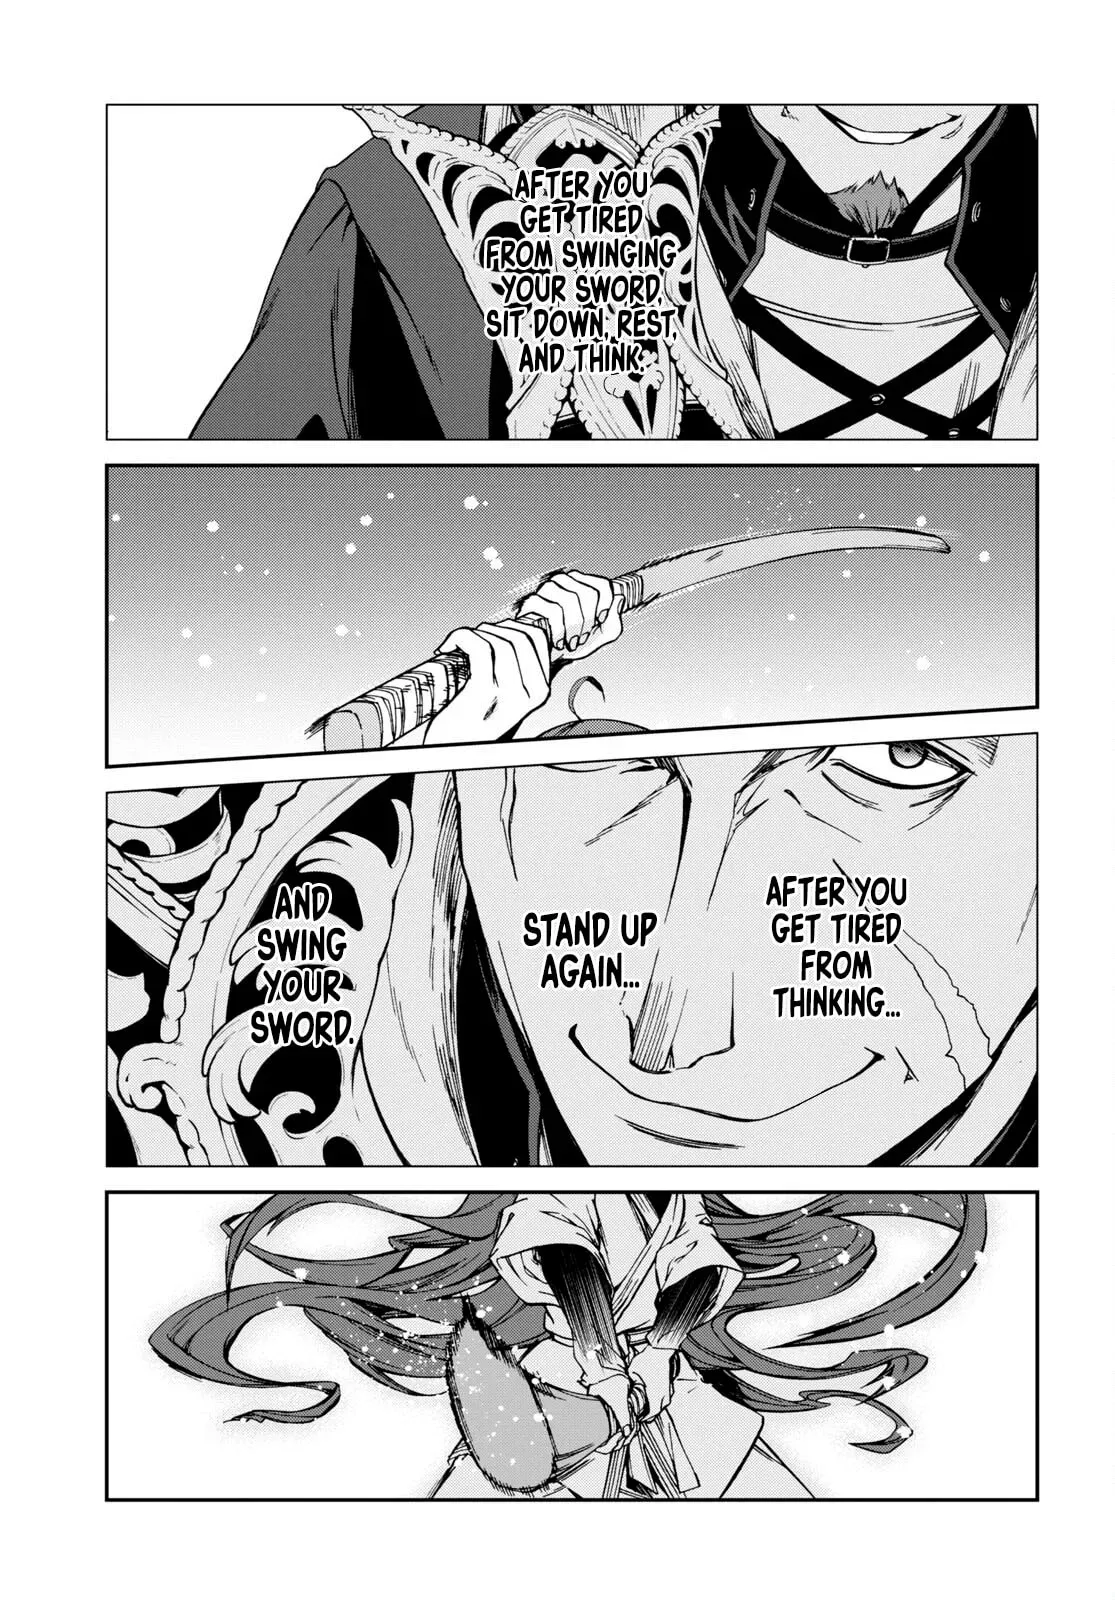 AFTER YOU
GET TIRED
FROM SWINGING
YOUR SWORD,
SIT DOWN, REST,
AND THINK.
AFTER YOU
GET TIRED
FROM
THINKING...
STAND UP
AGAIN...
AND
SWING
YOUR
SWORD.